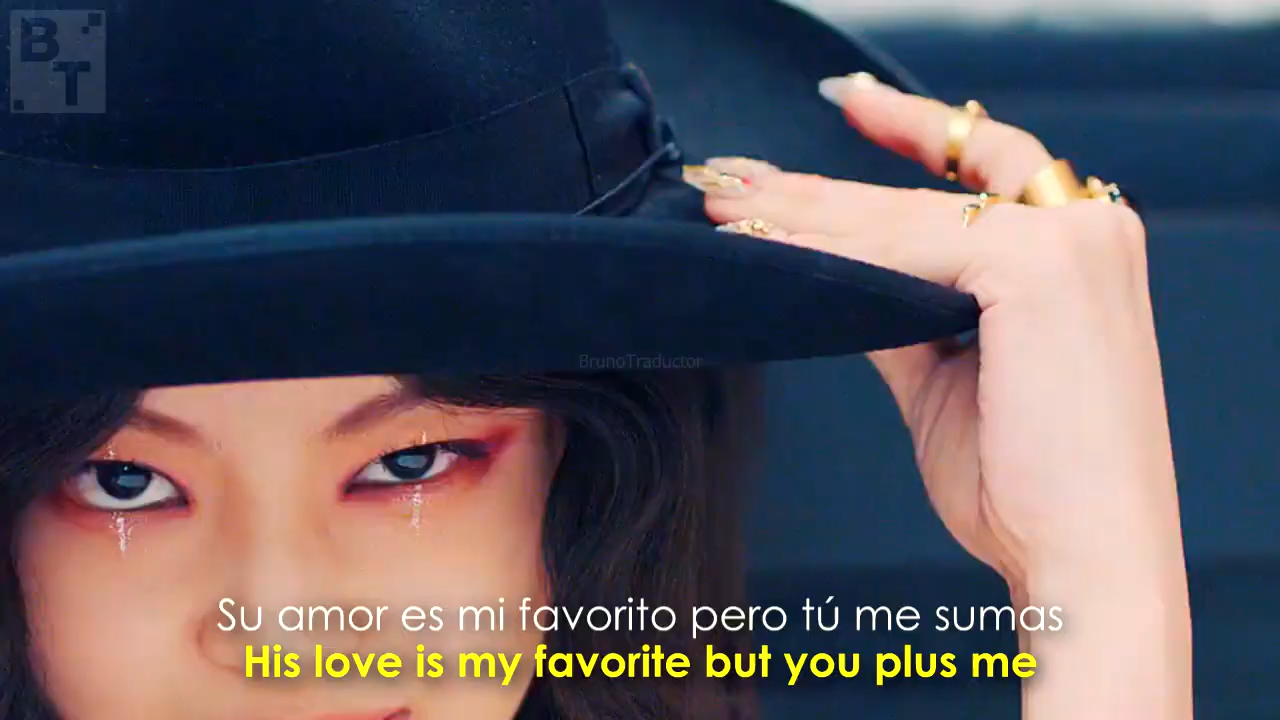 B
T
BrunoTraductor
Su amor es mi favorito pero tú me sumas
His love is my favorite but you plus me